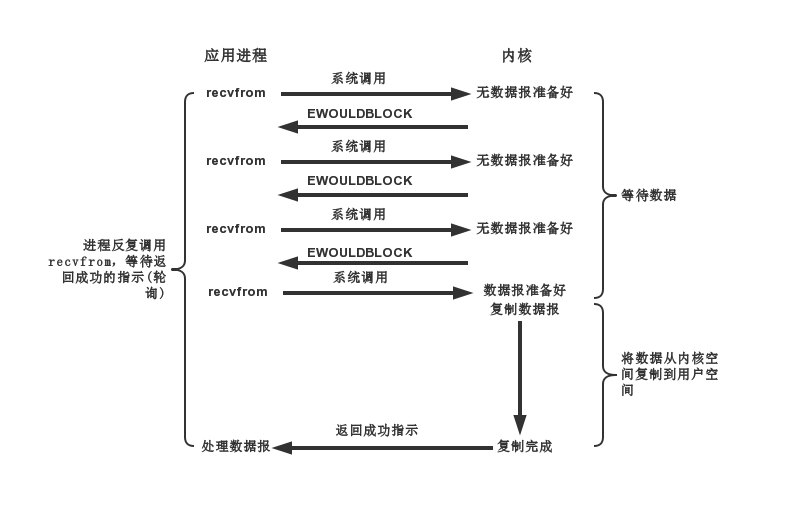 应用进程
内核
系统调用
recvfrom
无数据报准备好
EWOULDBLOCK
系统调用
recvfrom
无数据报准备好
EWOULDBLOCK
等待数据
系统调用
recvfrom
无数据报准备好
进程反复调用
recvfrom，等待返
回成功的指示(轮
询)
EWOULDBLOCK
系统调用
recvfrom
数据报准备好
复制数据报
将数据从内核空
间复制到用户空
间
返回成功指示
处理数据报
复制完成